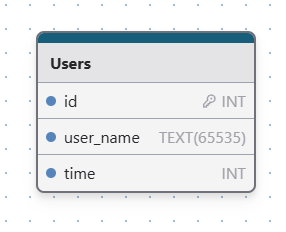 Users
id INT
user_name TEXT(65535)
time INT